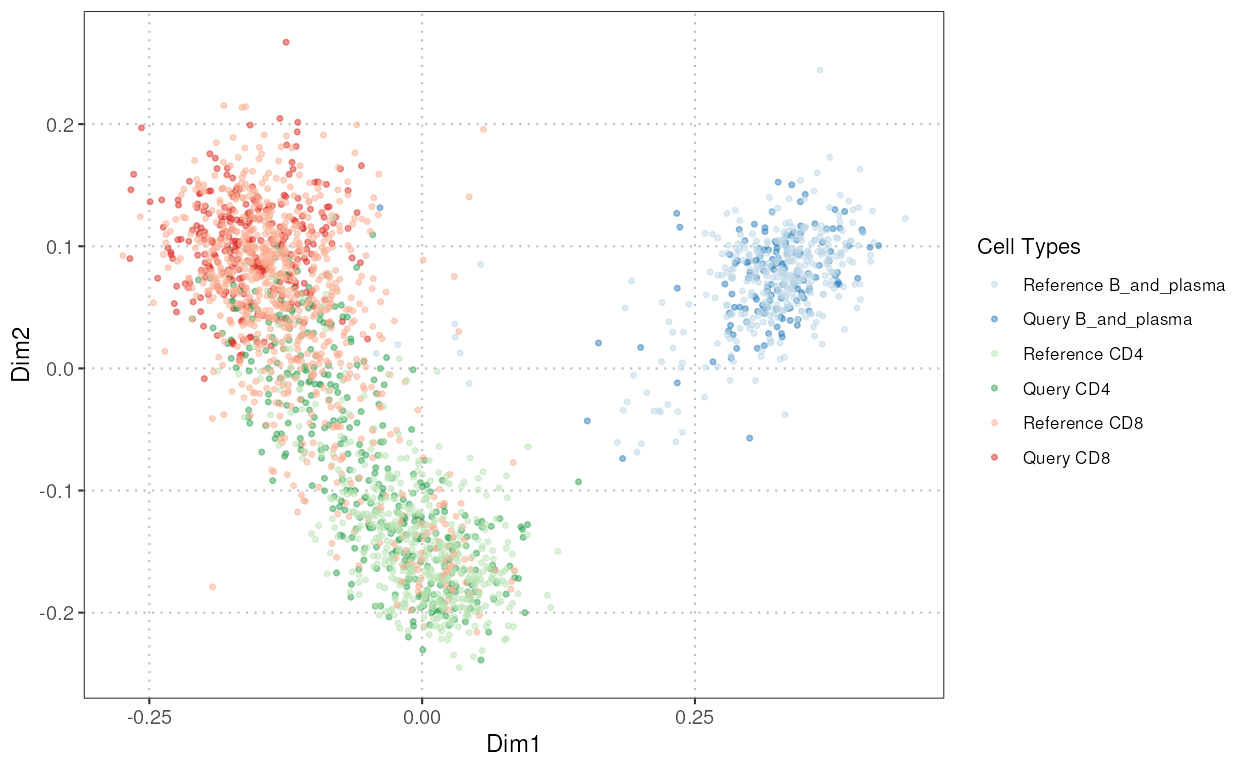 0.2
0.1
0.0
-0.1
-0.2
Dim2
-0.25
0.00
0.25
Dim1
Cell Types
Reference B_and_plasma
Query B_and_plasma
Reference CD4
Query CD4
Reference CD8
Query CD8